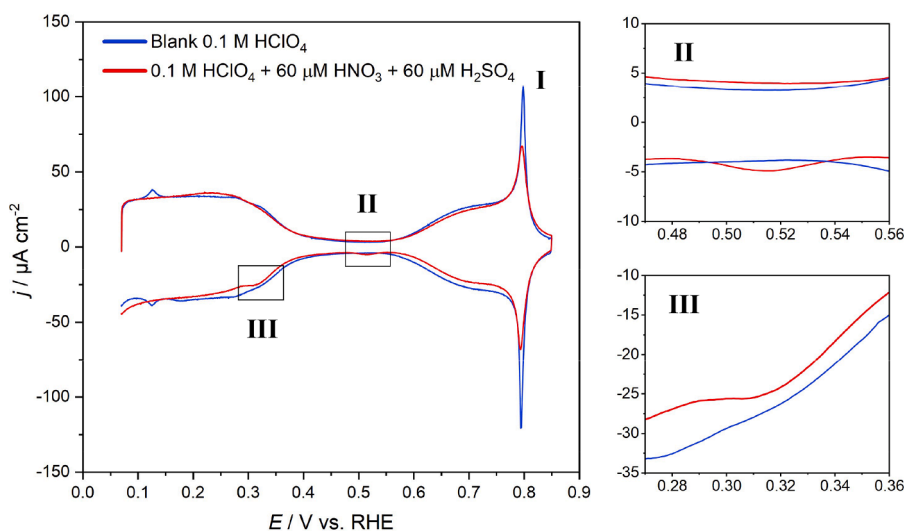 150
100
50
0
-50
-100
-150
j / μA cm⁻²
Blank 0.1 M HClO₄
0.1 M HClO₄ + 60 μM HNO₃ + 60 μM H₂SO₄
I
II
III
0.0 0.1 0.2 0.3 0.4 0.5 0.6 0.7 0.8 0.9
E / V vs. RHE
II
10
5
0
-5
-10
0.48 0.50 0.52 0.54 0.56
III
-10
-15
-20
-25
-30
-35
0.28 0.30 0.32 0.34 0.36